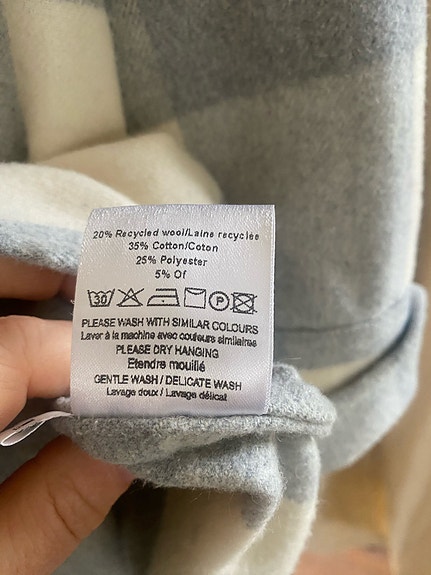 20% Recycled wool/Laine recyclée
35% Cotton/Coton
25% Polyester
5% Of
30 P
PLEASE WASH WITH SIMILAR COLOURS
Laver à la machine avec couleurs similaires
PLEASE DRY HANGING
Etendre mouillé
GENTLE WASH / DELICATE WASH
Lavage doux / Lavage délicat